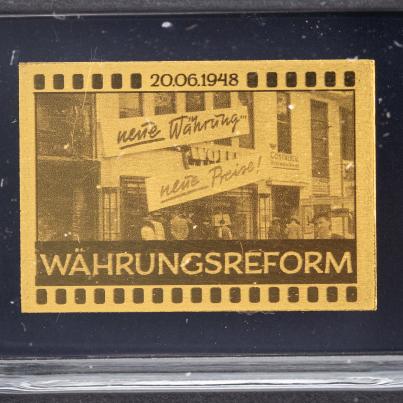 20.06.1948
neue Währung...
neue Preise!
WÄHRUNGSREFORM